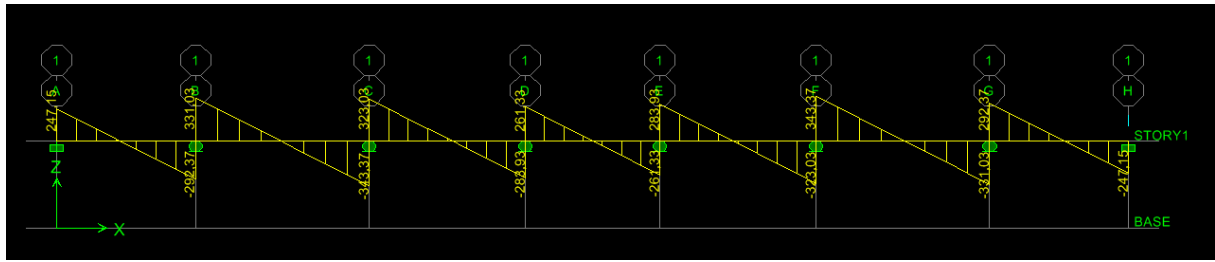 1 1 1 1 1 1 1 1
A B C D E F G H
247,15 331,03 323,03 261,33 283,93 343,37 292,37
STORY1
-292,37 -343,37 -283,93 -261,33 -323,03 -331,03 -247,15
Z
X
BASE